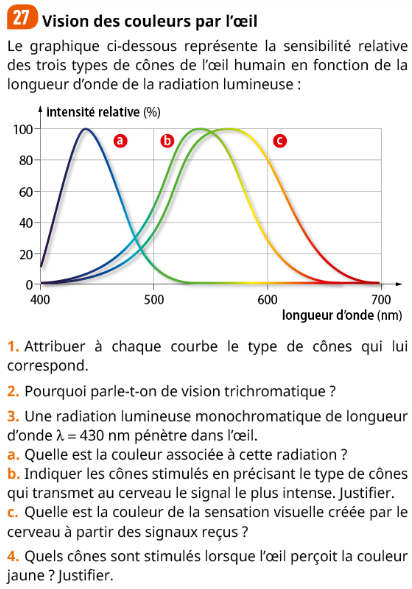 27 Vision des couleurs par l'œil
Le graphique ci-dessous représente la sensibilité relative
des trois types de cônes de l'œil humain en fonction de la
longueur d'onde de la radiation lumineuse :
intensité relative (%)
100
80
60
40
20
0
a
b
c
400
500
600
700
longueur d'onde (nm)
1. Attribuer à chaque courbe le type de cônes qui lui
correspond.
2. Pourquoi parle-t-on de vision trichromatique ?
3. Une radiation lumineuse monochromatique de longueur
d'onde λ = 430 nm pénètre dans l'œil.
a. Quelle est la couleur associée à cette radiation ?
b. Indiquer les cônes stimulés en précisant le type de cônes
qui transmet au cerveau le signal le plus intense. Justifier.
c. Quelle est la couleur de la sensation visuelle créée par le
cerveau à partir des signaux reçus ?
4. Quels cônes sont stimulés lorsque l'œil perçoit la couleur
jaune ? Justifier.